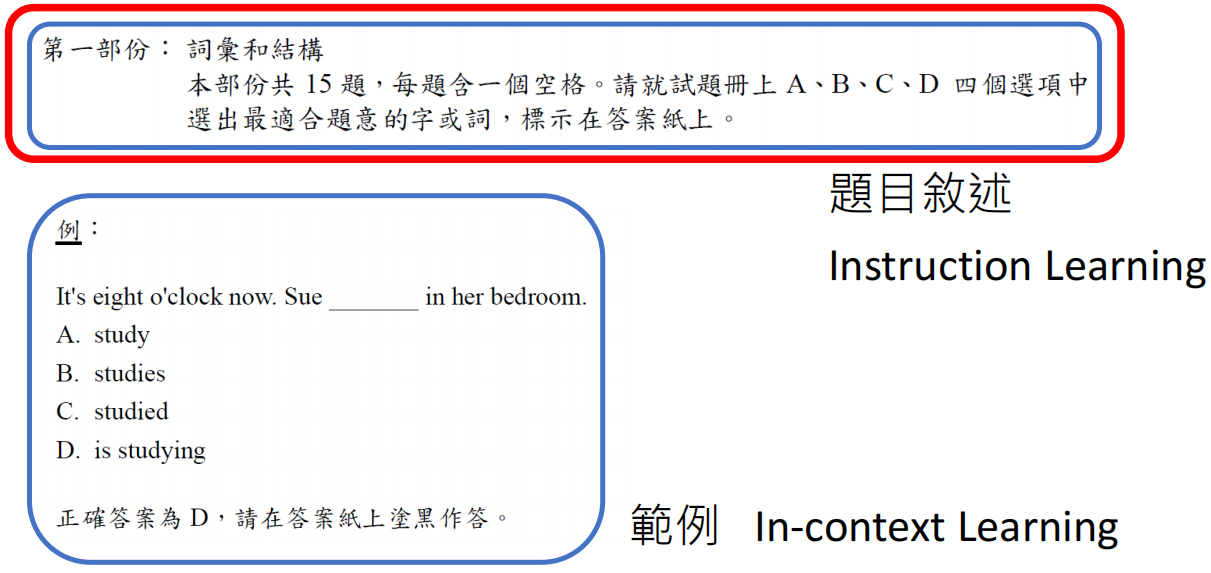 第一部份： 詞彙和結構
本部份共 15 題，每題含一個空格。請就試題冊上 A、B、C、D 四個選項中
選出最適合題意的字或詞，標示在答案紙上。
題目敘述
Instruction Learning
例：
It's eight o'clock now. Sue _______ in her bedroom.
A. study
B. studies
C. studied
D. is studying
正確答案為 D，請在答案紙上塗黑作答。
範例 In-context Learning